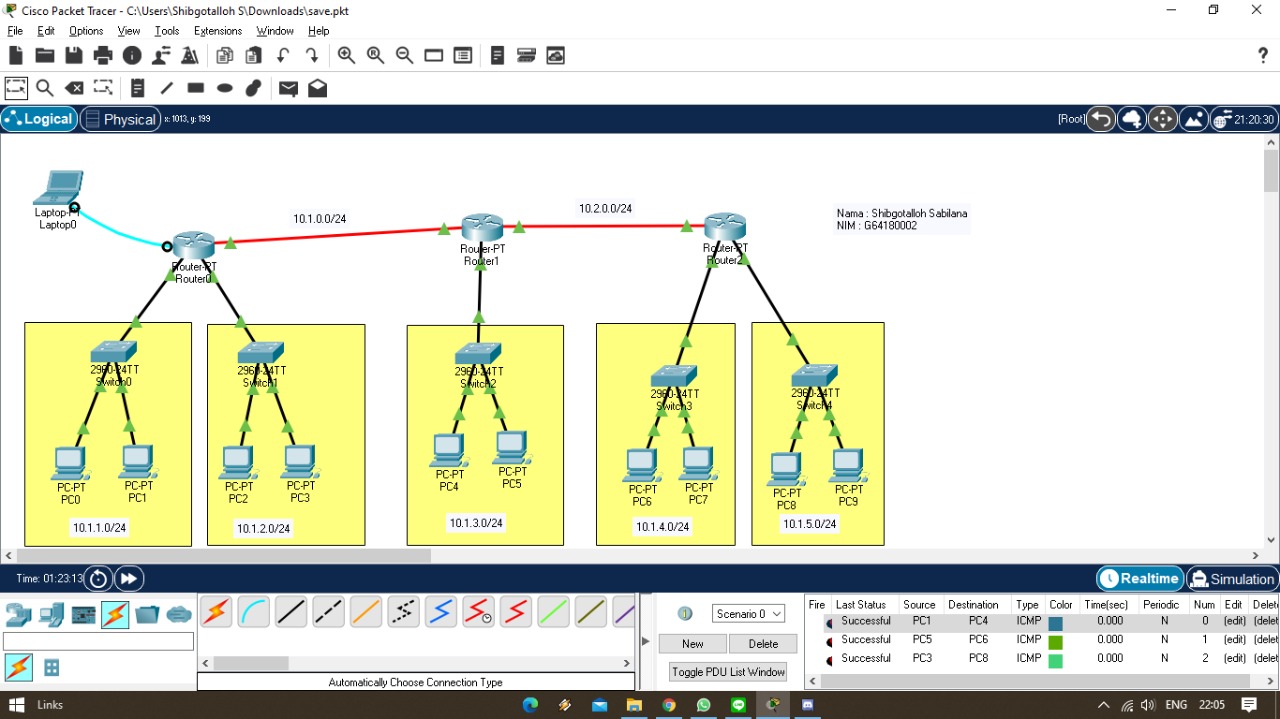 Cisco Packet Tracer - C:\Users\Shibgotalloh S\Downloads\save.pkt
File Edit Options View Tools Extensions Window Help
?
Logical Physical x: 1013, y: 199 [Root] 21:20:30
Laptop-PT
Laptop0
10.1.0.0/24
10.2.0.0/24
Nama : Shibgotalloh Sabilana
NIM : G64180002
Router-PT
Router0
Router-PT
Router1
Router-PT
Router2
2960-24TT
Switch0
2960-24TT
Switch1
2960-24TT
Switch2
2960-24TT
Switch3
2960-24TT
Switch4
PC-PT
PC0
PC-PT
PC1
PC-PT
PC2
PC-PT
PC3
PC-PT
PC4
PC-PT
PC5
PC-PT
PC6
PC-PT
PC7
PC-PT
PC8
PC-PT
PC9
10.1.1.0/24
10.1.2.0/24
10.1.3.0/24
10.1.4.0/24
10.1.5.0/24
Time: 01:23:13 Realtime Simulation
Automatically Choose Connection Type
Scenario 0
New Delete
Toggle PDU List Window
Fire Last Status Source Destination Type Color Time(sec) Periodic Num Edit Delet
Successful PC1 PC4 ICMP 0.000 N 0 (edit) (delet
Successful PC5 PC6 ICMP 0.000 N 1 (edit) (delet
Successful PC3 PC8 ICMP 0.000 N 2 (edit) (delet
Links ENG 22:05